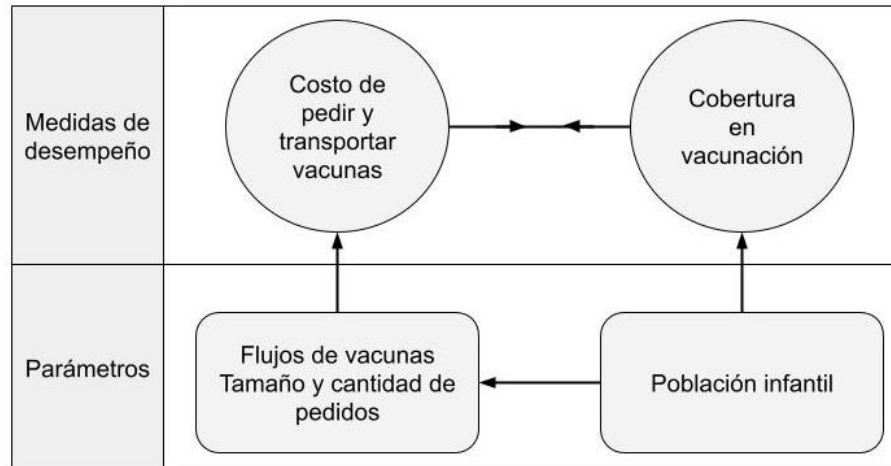 Medidas de
desempeño
Costo de
pedir y
transportar
vacunas
Cobertura
en
vacunación
Parámetros
Flujos de vacunas
Tamaño y cantidad de
pedidos
Población infantil